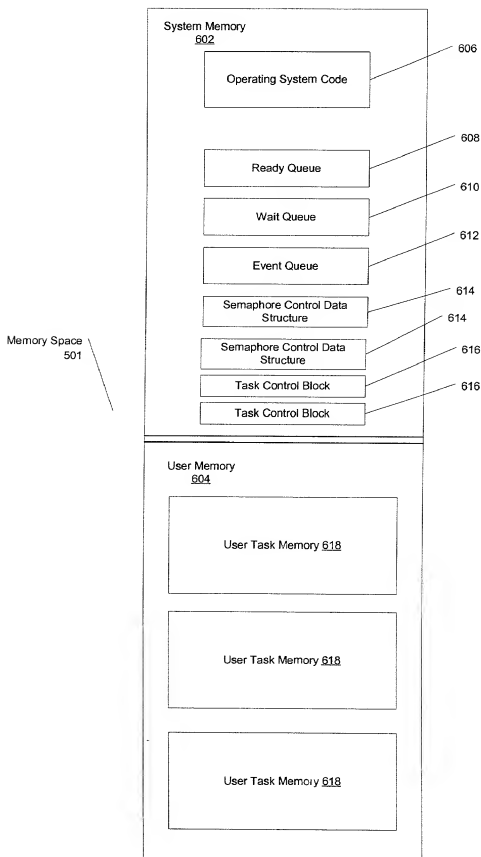 System Memory
602
606
Operating System Code
608
Ready Queue
610
Wait Queue
612
Event Queue
614
Semaphore Control Data
Structure
614
Memory Space
501
Semaphore Control Data
Structure
616
Task Control Block
616
Task Control Block
User Memory
604
User Task Memory 618
User Task Memory 618
User Task Memory 618